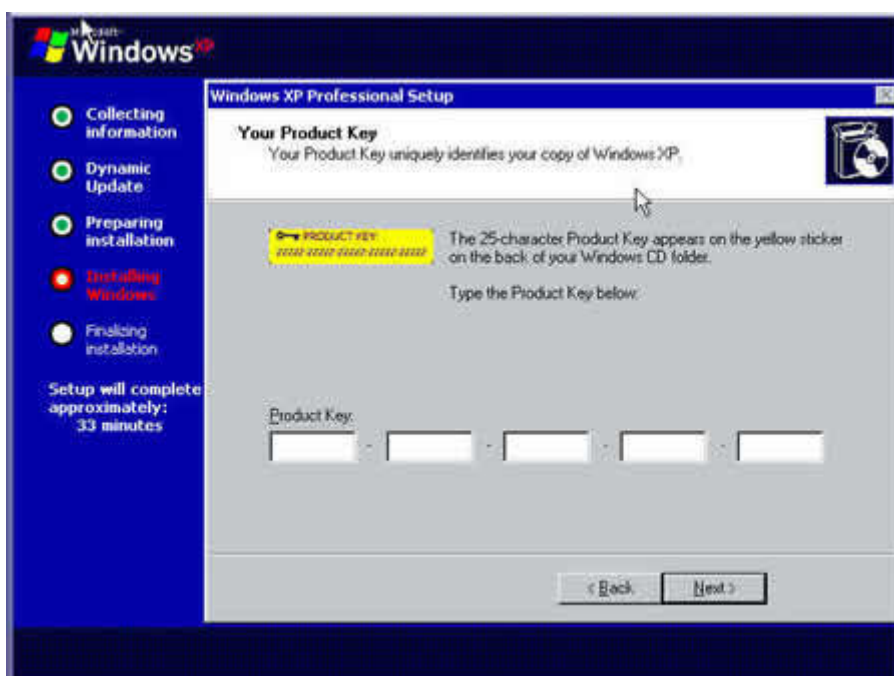 Microsoft
Windows XP
Collecting
information
Dynamic
Update
Preparing
installation
Installing
Windows
Finalizing
installation
Setup will complete
approximately:
33 minutes
Windows XP Professional Setup
Your Product Key
Your Product Key uniquely identifies your copy of Windows XP.
PRODUCT KEY:
The 25-character Product Key appears on the yellow sticker
on the back of your Windows CD folder.
Type the Product Key below:
Product Key:
- - - -
< Back
Next >